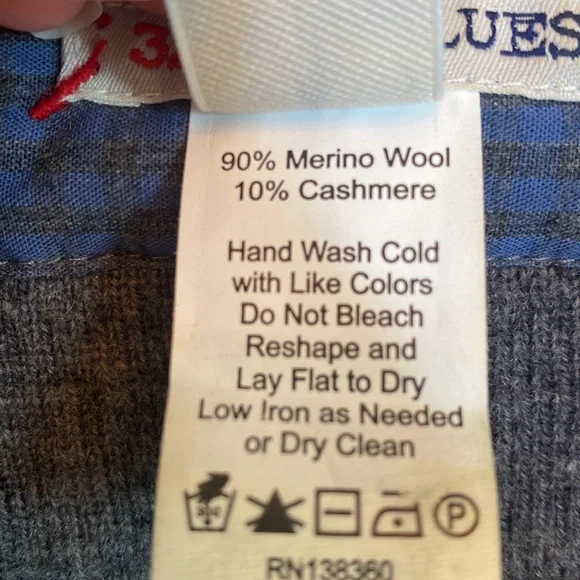 90% Merino Wool
10% Cashmere
Hand Wash Cold
with Like Colors
Do Not Bleach
Reshape and
Lay Flat to Dry
Low Iron as Needed
or Dry Clean
P
RN138360